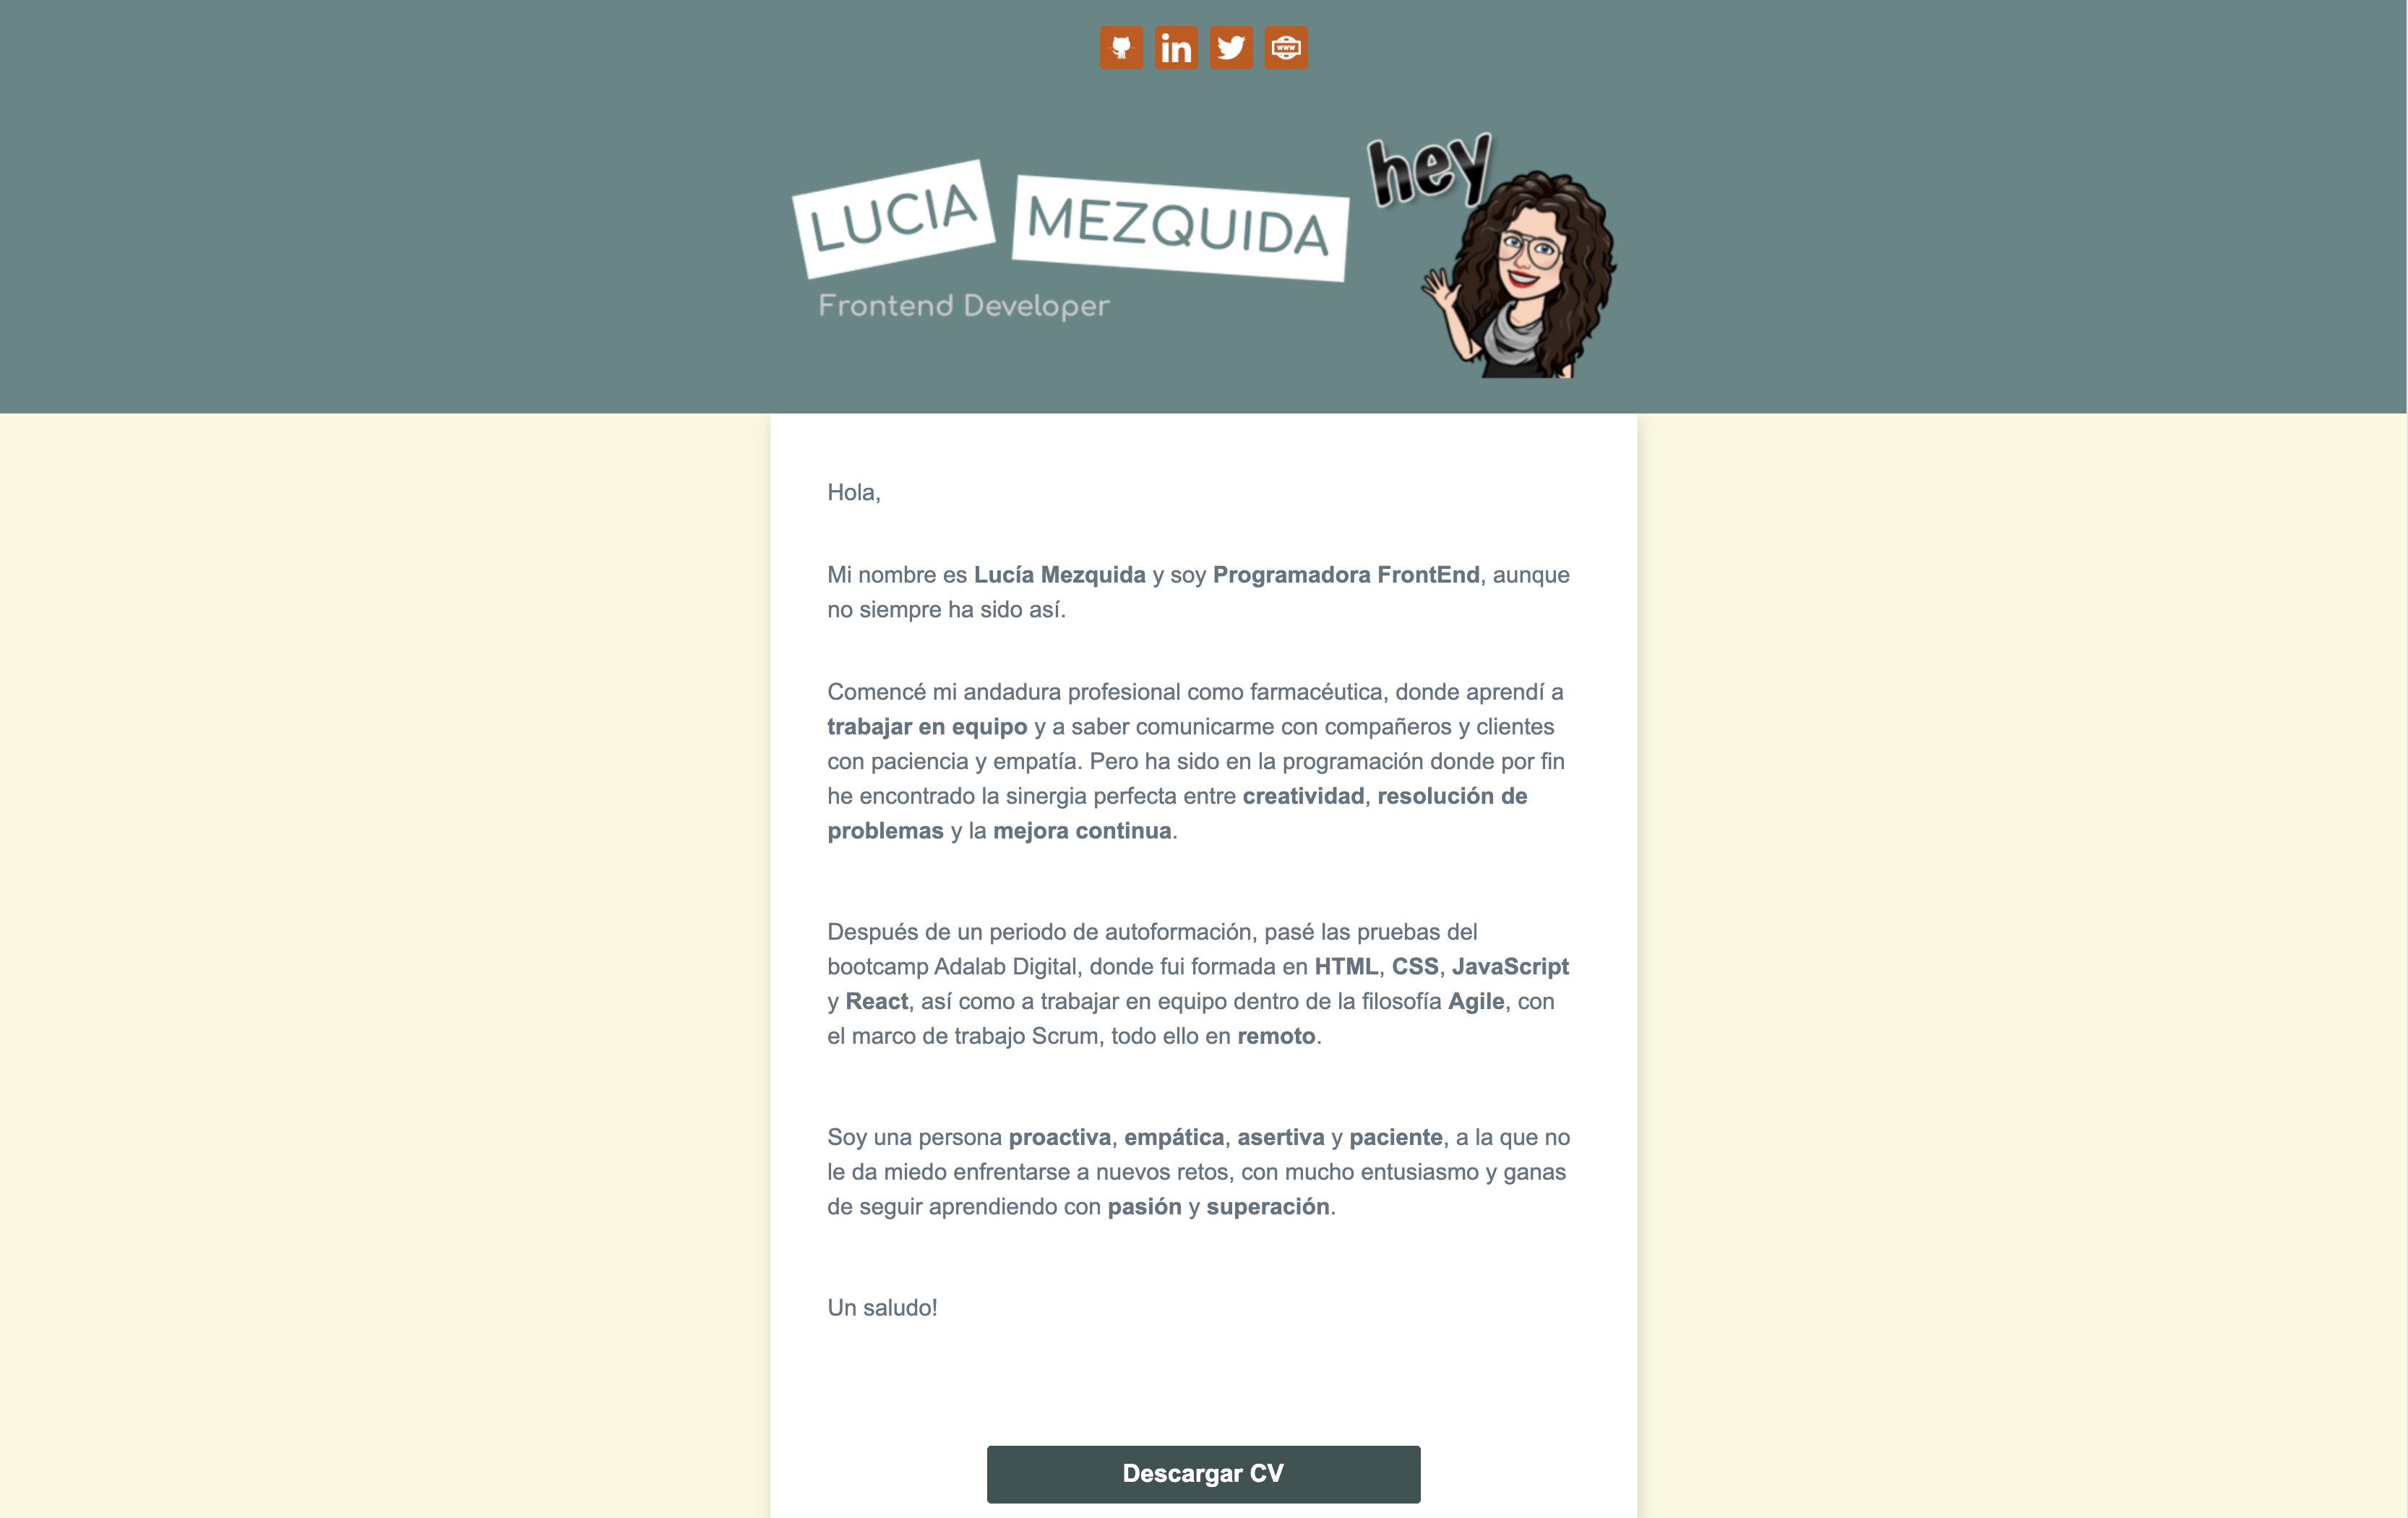 in
www
hey
LUCIA MEZQUIDA
Frontend Developer
Hola,
Mi nombre es Lucía Mezquida y soy Programadora FrontEnd, aunque
no siempre ha sido así.
Comencé mi andadura profesional como farmacéutica, donde aprendí a
trabajar en equipo y a saber comunicarme con compañeros y clientes
con paciencia y empatía. Pero ha sido en la programación donde por fin
he encontrado la sinergia perfecta entre creatividad, resolución de
problemas y la mejora continua.
Después de un periodo de autoformación, pasé las pruebas del
bootcamp Adalab Digital, donde fui formada en HTML, CSS, JavaScript
y React, así como a trabajar en equipo dentro de la filosofía Agile, con
el marco de trabajo Scrum, todo ello en remoto.
Soy una persona proactiva, empática, asertiva y paciente, a la que no
le da miedo enfrentarse a nuevos retos, con mucho entusiasmo y ganas
de seguir aprendiendo con pasión y superación.
Un saludo!
Descargar CV